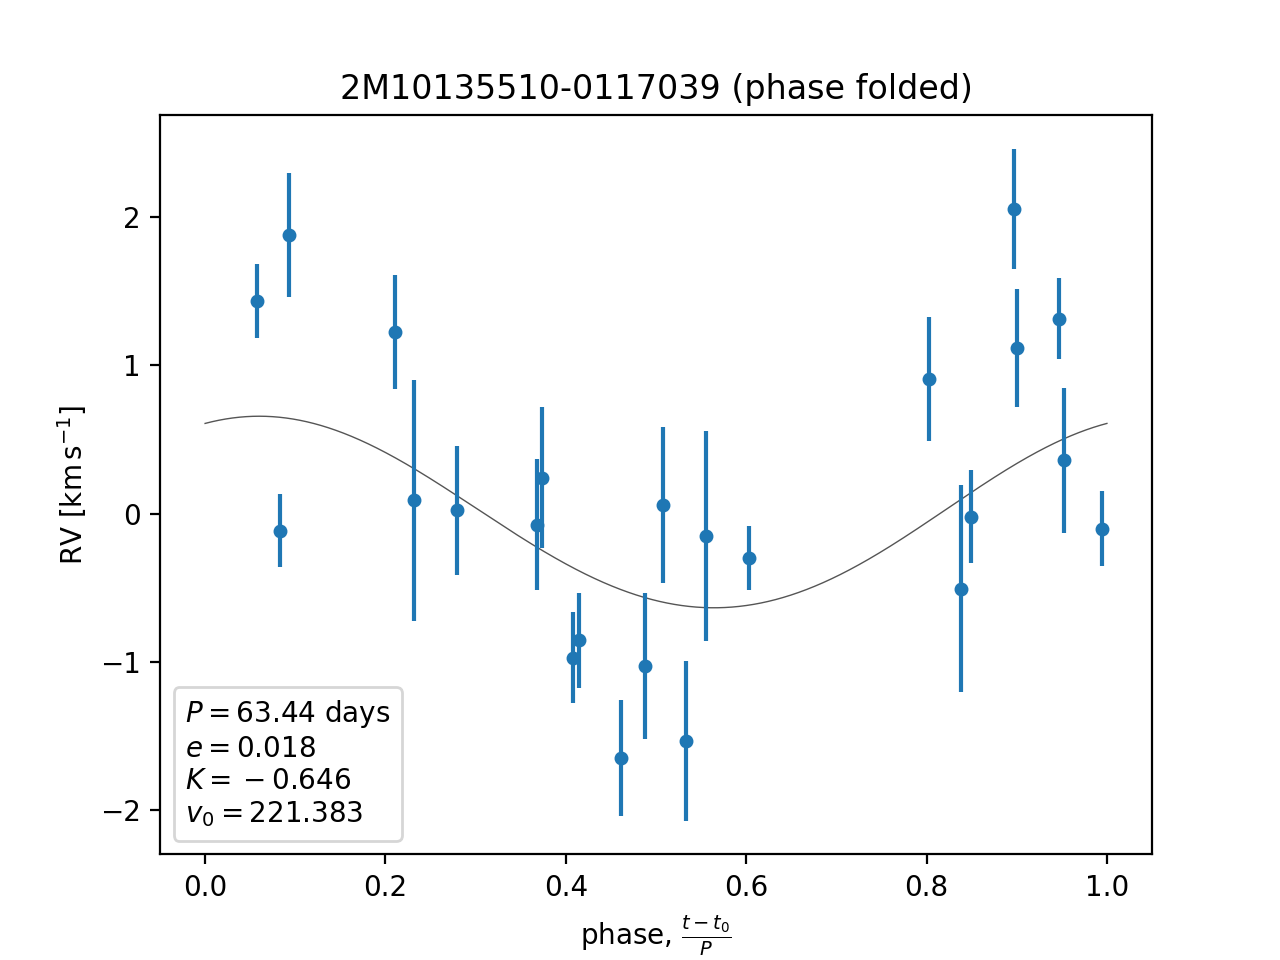 2M10135510-0117039 (phase folded)
RV [km s⁻¹]
2
1
0
−1
−2
P = 63.44 days
e = 0.018
K = −0.646
v₀ = 221.383
0.0 0.2 0.4 0.6 0.8 1.0
phase, (t − t₀)/P